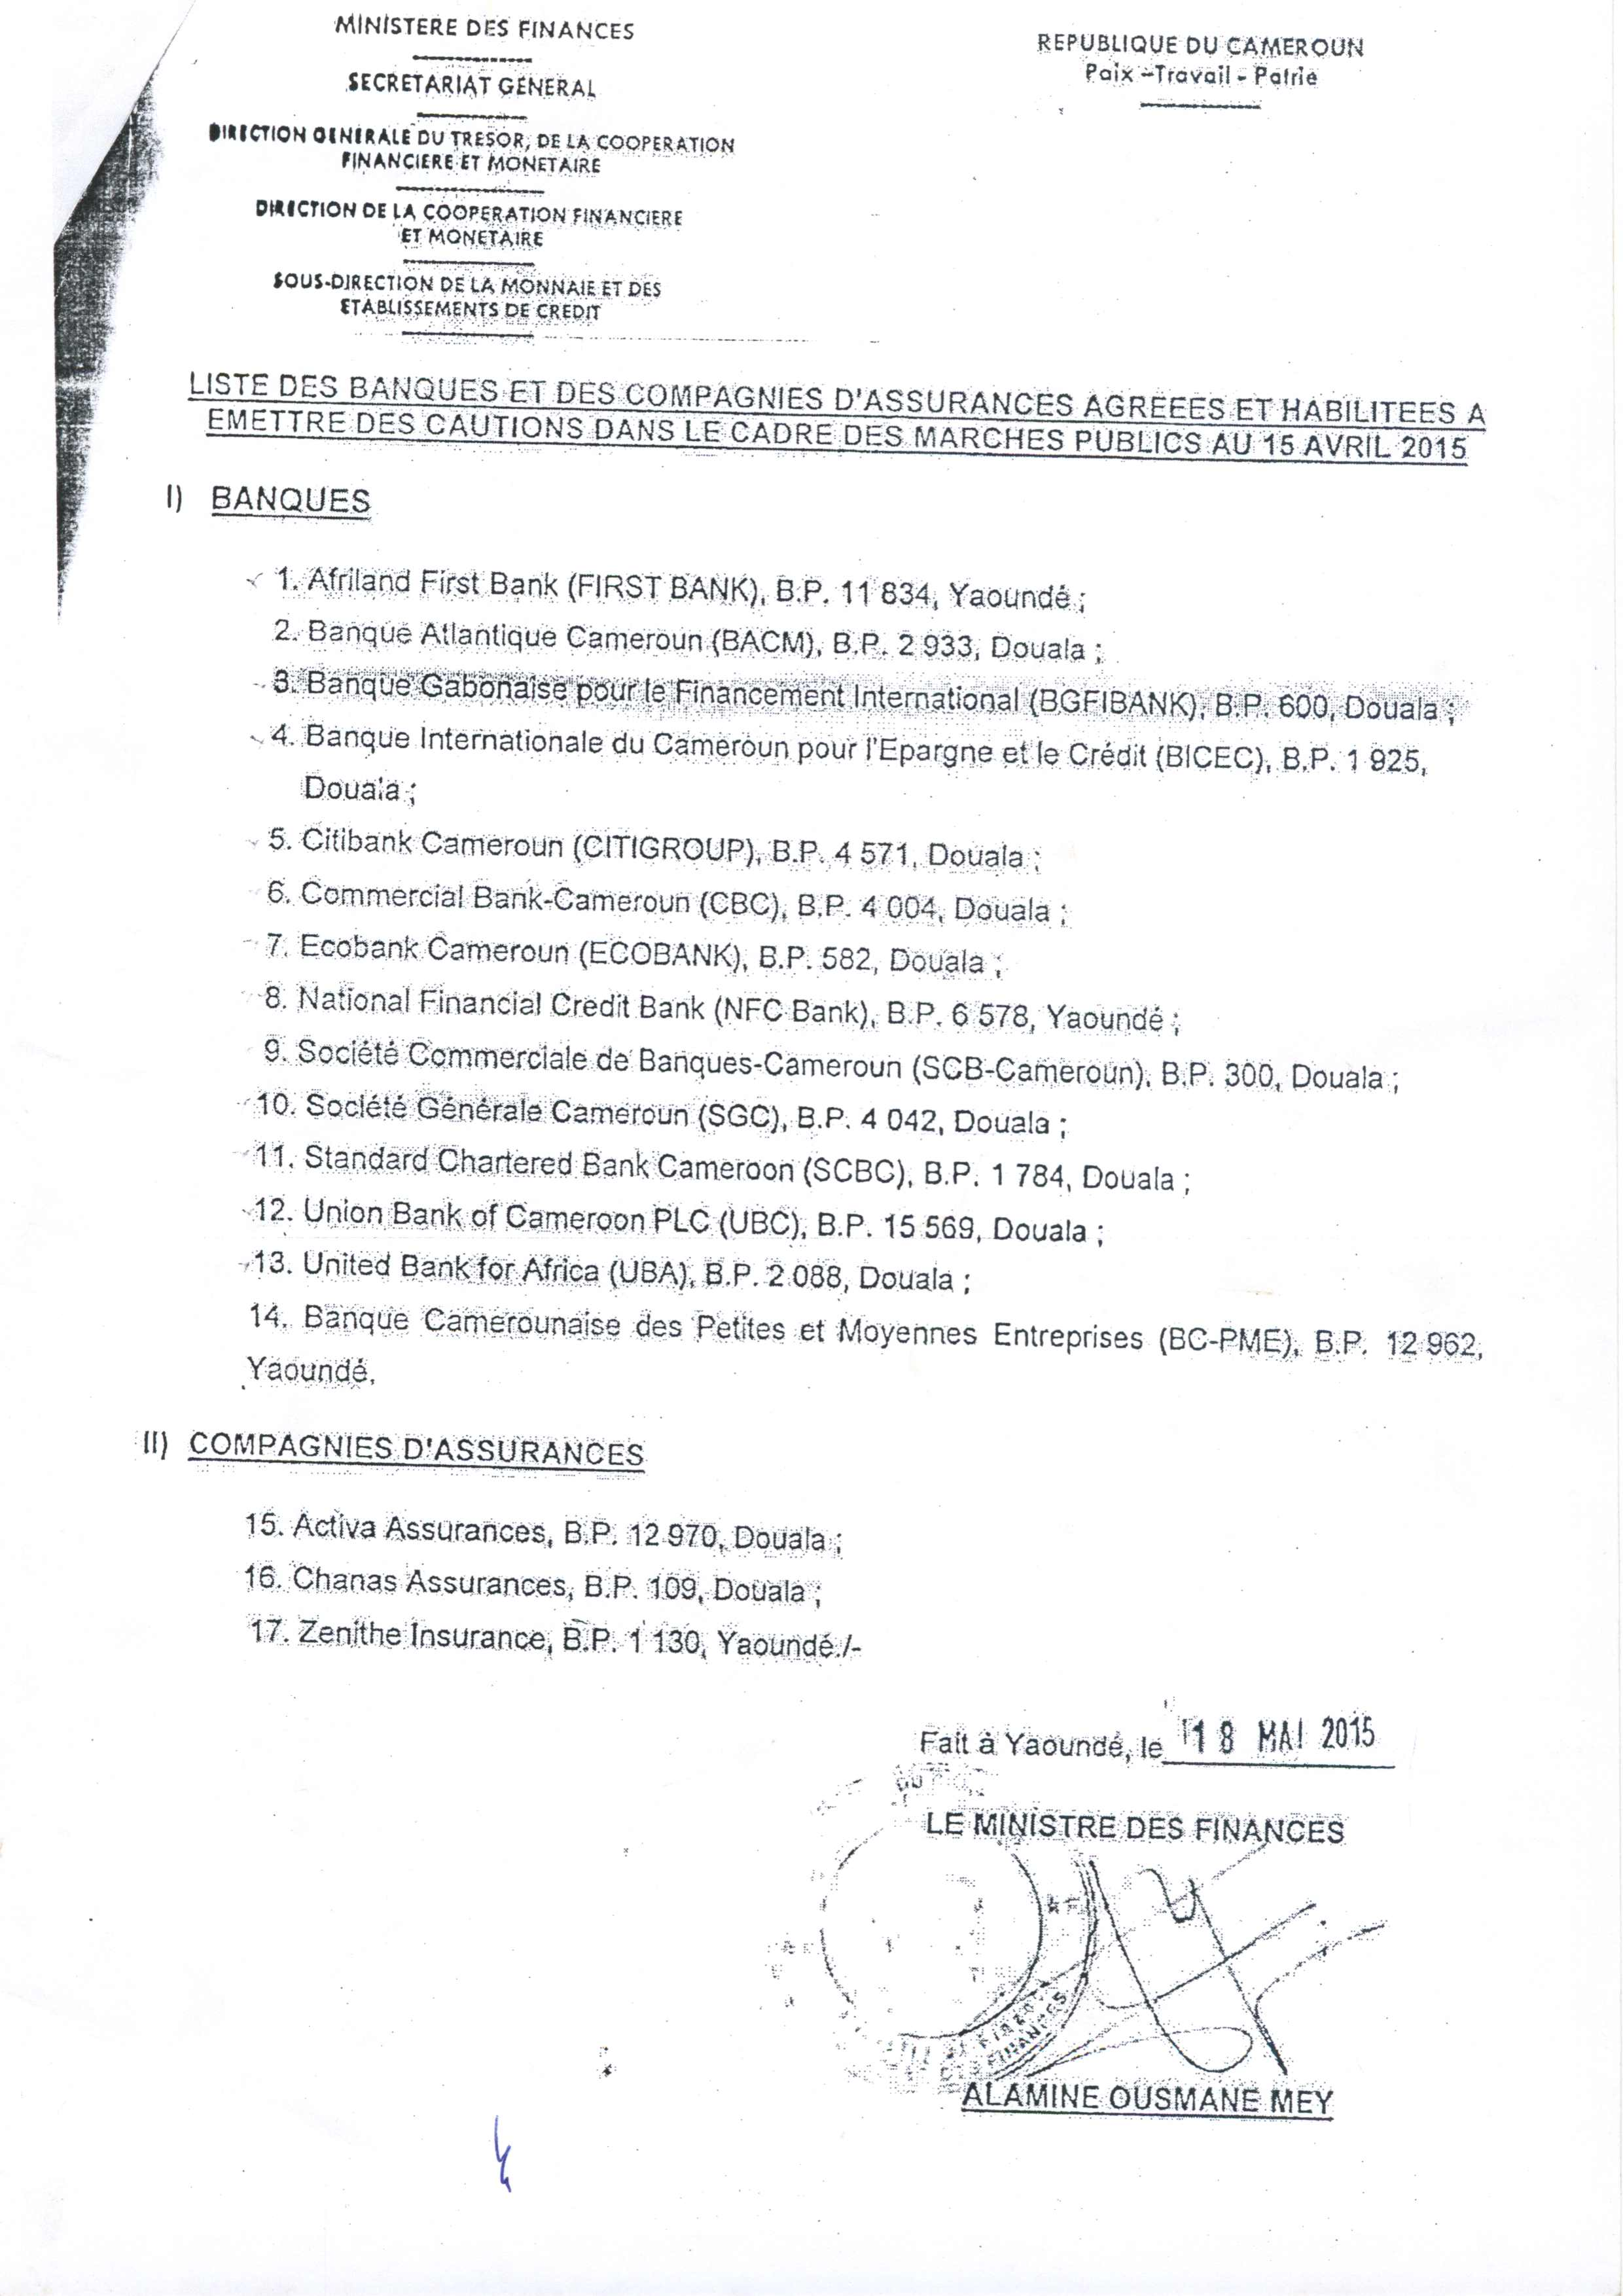 MINISTERE DES FINANCES
SECRETARIAT GENERAL
DIRECTION GENERALE DU TRESOR, DE LA COOPERATION
FINANCIERE ET MONETAIRE
DIRECTION DE LA COOPERATION FINANCIERE
ET MONETAIRE
SOUS-DIRECTION DE LA MONNAIE ET DES
ETABLISSEMENTS DE CREDIT
REPUBLIQUE DU CAMEROUN
Paix -Travail - Patrie
LISTE DES BANQUES ET DES COMPAGNIES D'ASSURANCES AGREEES ET HABILITEES A
EMETTRE DES CAUTIONS DANS LE CADRE DES MARCHES PUBLICS AU 15 AVRIL 2015
I) BANQUES
1. Afriland First Bank (FIRST BANK), B.P. 11 834, Yaoundé ;
2. Banque Atlantique Cameroun (BACM), B.P. 2 933, Douala ;
3. Banque Gabonaise pour le Financement International (BGFIBANK), B.P. 600, Douala ;
4. Banque Internationale du Cameroun pour l'Epargne et le Crédit (BICEC), B.P. 1 925,
Douala ;
5. Citibank Cameroun (CITIGROUP), B.P. 4 571, Douala ;
6. Commercial Bank-Cameroun (CBC), B.P. 4 004, Douala ;
7. Ecobank Cameroun (ECOBANK), B.P. 582, Douala ;
8. National Financial Credit Bank (NFC Bank), B.P. 6 578, Yaoundé ;
9. Société Commerciale de Banques-Cameroun (SCB-Cameroun), B.P. 300, Douala ;
10. Société Générale Cameroun (SGC), B.P. 4 042, Douala ;
11. Standard Chartered Bank Cameroon (SCBC), B.P. 1 784, Douala ;
12. Union Bank of Cameroon PLC (UBC), B.P. 15 569, Douala ;
13. United Bank for Africa (UBA), B.P. 2 088, Douala ;
14. Banque Camerounaise des Petites et Moyennes Entreprises (BC-PME), B.P. 12 962,
Yaoundé.
II) COMPAGNIES D'ASSURANCES
15. Activa Assurances, B.P. 12 970, Douala ;
16. Chanas Assurances, B.P. 109, Douala ;
17. Zenithe Insurance, B.P. 1 130, Yaoundé./-
Fait à Yaoundé, le 18 MAI 2015
LE MINISTRE DES FINANCES
FINANCES
ALAMINE OUSMANE MEY